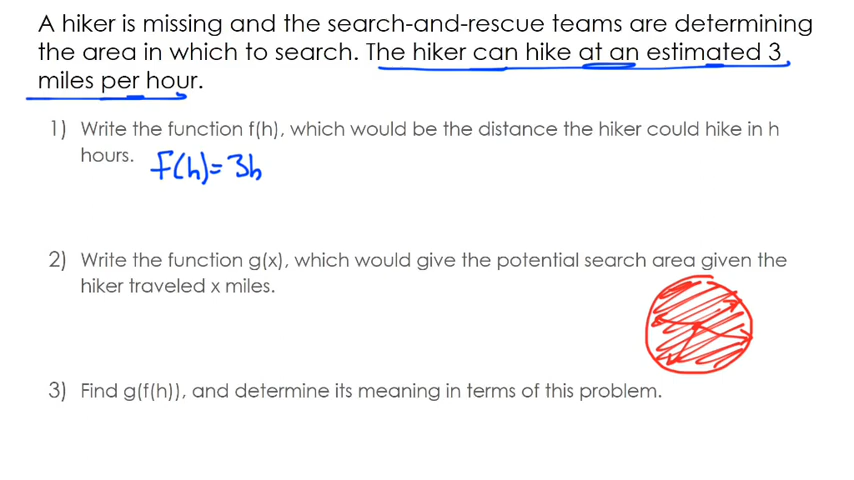 A hiker is missing and the search-and-rescue teams are determining
the area in which to search. The hiker can hike at an estimated 3
miles per hour.
1) Write the function f(h), which would be the distance the hiker could hike in h
hours. f(h)=3h
2) Write the function g(x), which would give the potential search area given the
hiker traveled x miles.
3) Find g(f(h)), and determine its meaning in terms of this problem.